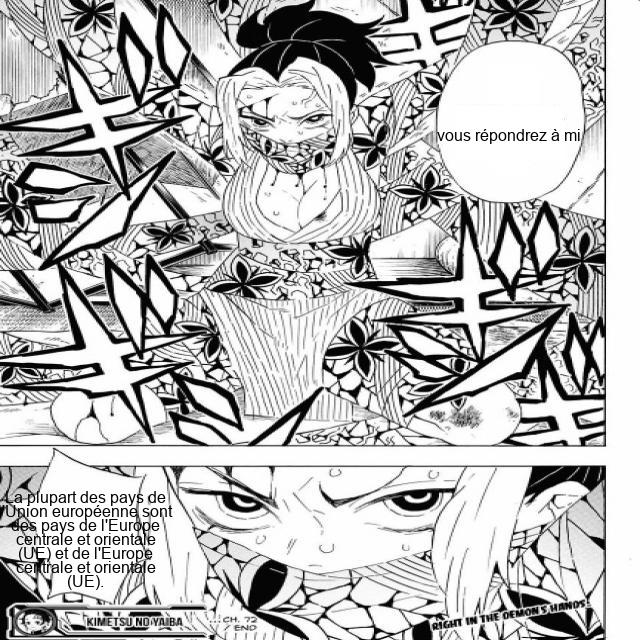 vous répondrez à mi
La plupart des pays de
Union européenne sont
des pays de l'Europe
centrale et orientale
(UE) et de l'Europe
centrale et orientale
(UE).
KIMETSU NO YAIBA
CH. 72
/ END
RIGHT IN THE DEMON'S HANDS